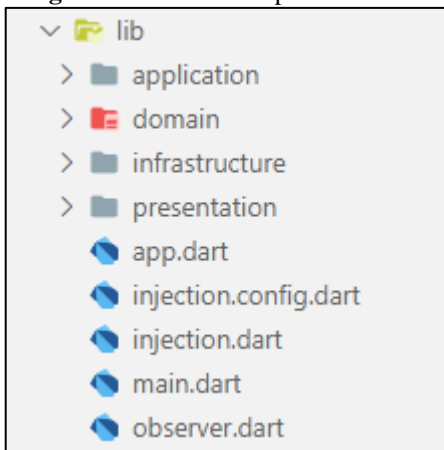 lib
application
domain
infrastructure
presentation
app.dart
injection.config.dart
injection.dart
main.dart
observer.dart